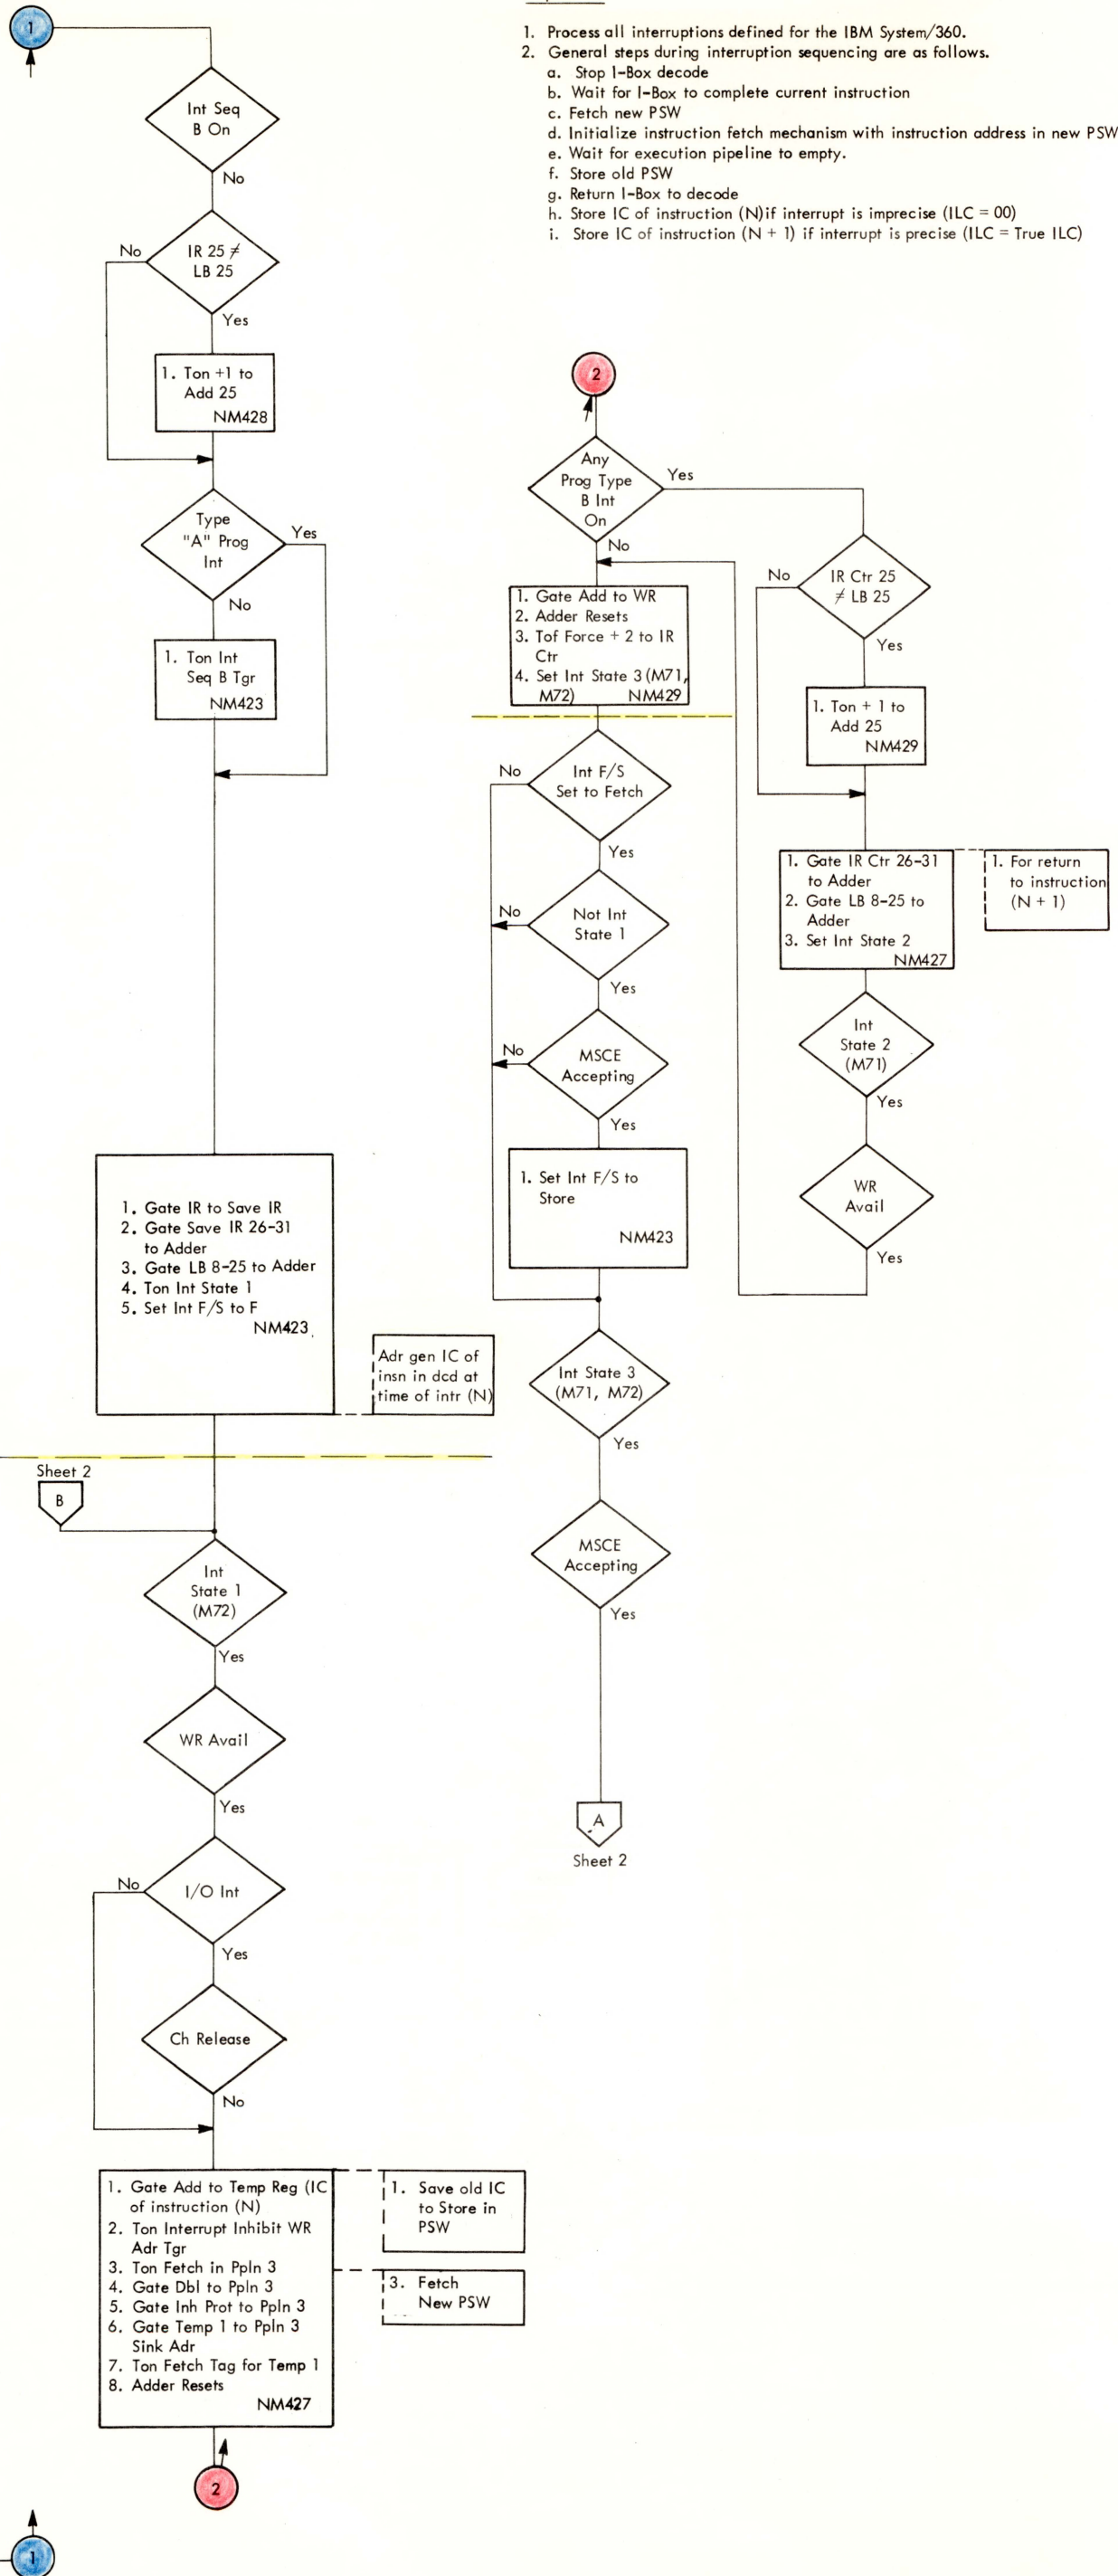 1
1. Process all interruptions defined for the IBM System/360.
2. General steps during interruption sequencing are as follows.
a. Stop I-Box decode
b. Wait for I-Box to complete current instruction
c. Fetch new PSW
d. Initialize instruction fetch mechanism with instruction address in new PSW
e. Wait for execution pipeline to empty.
f. Store old PSW
g. Return I-Box to decode
h. Store IC of instruction (N)if interrupt is imprecise (ILC = 00)
i. Store IC of instruction (N + 1) if interrupt is precise (ILC = True ILC)
Int Seq
B On
No
IR 25 ≠
LB 25
No
Yes
1. Ton +1 to
Add 25
NM428
Type
"A" Prog
Int
Yes
No
1. Ton Int
Seq B Tgr
NM423
1. Gate IR to Save IR
2. Gate Save IR 26-31
to Adder
3. Gate LB 8-25 to Adder
4. Ton Int State 1
5. Set Int F/S to F
NM423
Adr gen IC of
insn in dcd at
time of intr (N)
Sheet 2
B
Int
State 1
(M72)
Yes
WR Avail
Yes
I/O Int
No
Yes
Ch Release
No
1. Gate Add to Temp Reg (IC
of instruction (N)
2. Ton Interrupt Inhibit WR
Adr Tgr
3. Ton Fetch in Ppln 3
4. Gate Dbl to Ppln 3
5. Gate Inh Prot to Ppln 3
6. Gate Temp 1 to Ppln 3
Sink Adr
7. Ton Fetch Tag for Temp 1
8. Adder Resets
NM427
1. Save old IC
to Store in
PSW
3. Fetch
New PSW
2
1
2
Any
Prog Type
B Int
On
Yes
No
1. Gate Add to WR
2. Adder Resets
3. Tof Force + 2 to IR
Ctr
4. Set Int State 3 (M71,
M72) NM429
Int F/S
Set to Fetch
No
Yes
Not Int
State 1
No
Yes
MSCE
Accepting
No
Yes
1. Set Int F/S to
Store
NM423
Int State 3
(M71, M72)
Yes
MSCE
Accepting
Yes
A
Sheet 2
IR Ctr 25
≠ LB 25
No
Yes
1. Ton + 1 to
Add 25
NM429
1. Gate IR Ctr 26-31
to Adder
2. Gate LB 8-25 to
Adder
3. Set Int State 2
NM427
1. For return
to instruction
(N + 1)
Int
State 2
(M71)
Yes
WR
Avail
Yes